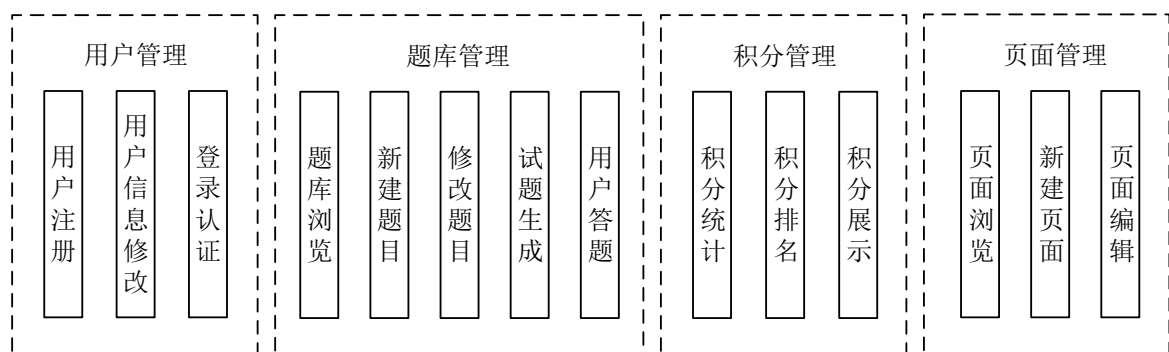 用户管理
用户注册
用户信息修改
登录认证
题库管理
题库浏览
新建题目
修改题目
试题生成
用户答题
积分管理
积分统计
积分排名
积分展示
页面管理
页面浏览
新建页面
页面编辑